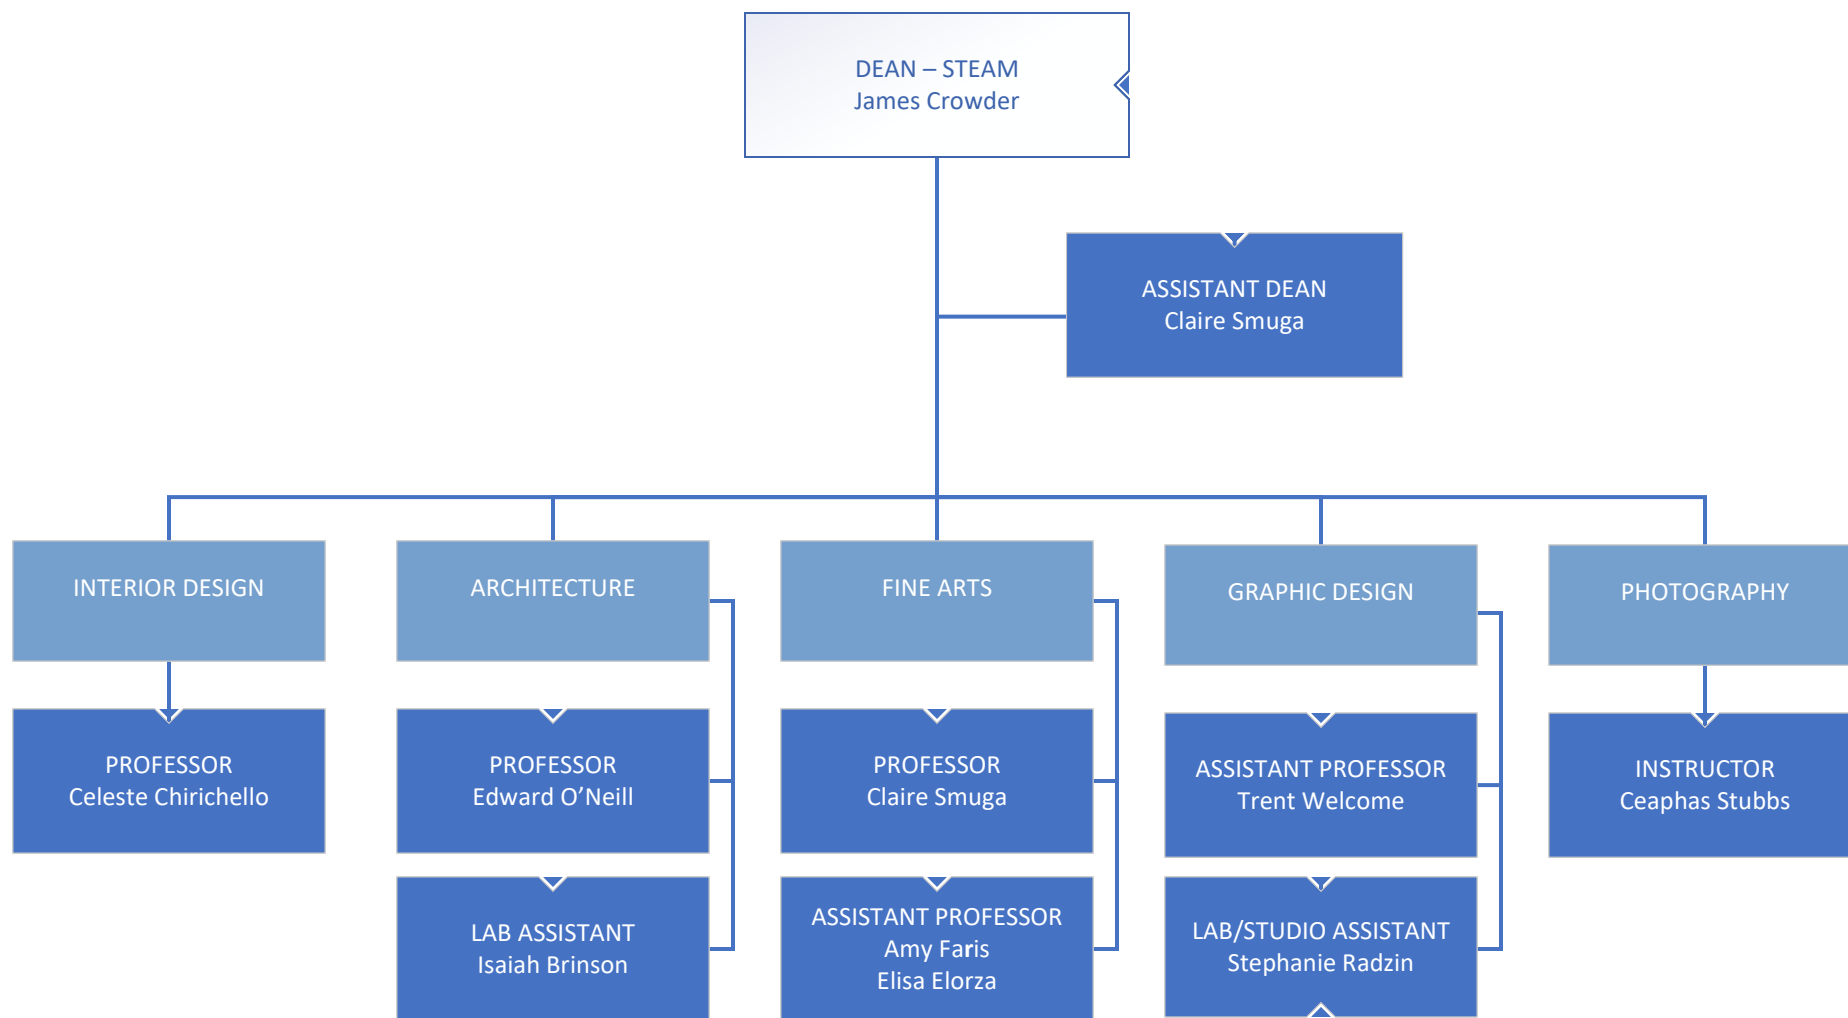 DEAN – STEAM
James Crowder
ASSISTANT DEAN
Claire Smuga
INTERIOR DESIGN
ARCHITECTURE
FINE ARTS
GRAPHIC DESIGN
PHOTOGRAPHY
PROFESSOR
Celeste Chirichello
PROFESSOR
Edward O’Neill
PROFESSOR
Claire Smuga
ASSISTANT PROFESSOR
Trent Welcome
INSTRUCTOR
Ceaphas Stubbs
LAB ASSISTANT
Isaiah Brinson
ASSISTANT PROFESSOR
Amy Faris
Elisa Elorza
LAB/STUDIO ASSISTANT
Stephanie Radzin